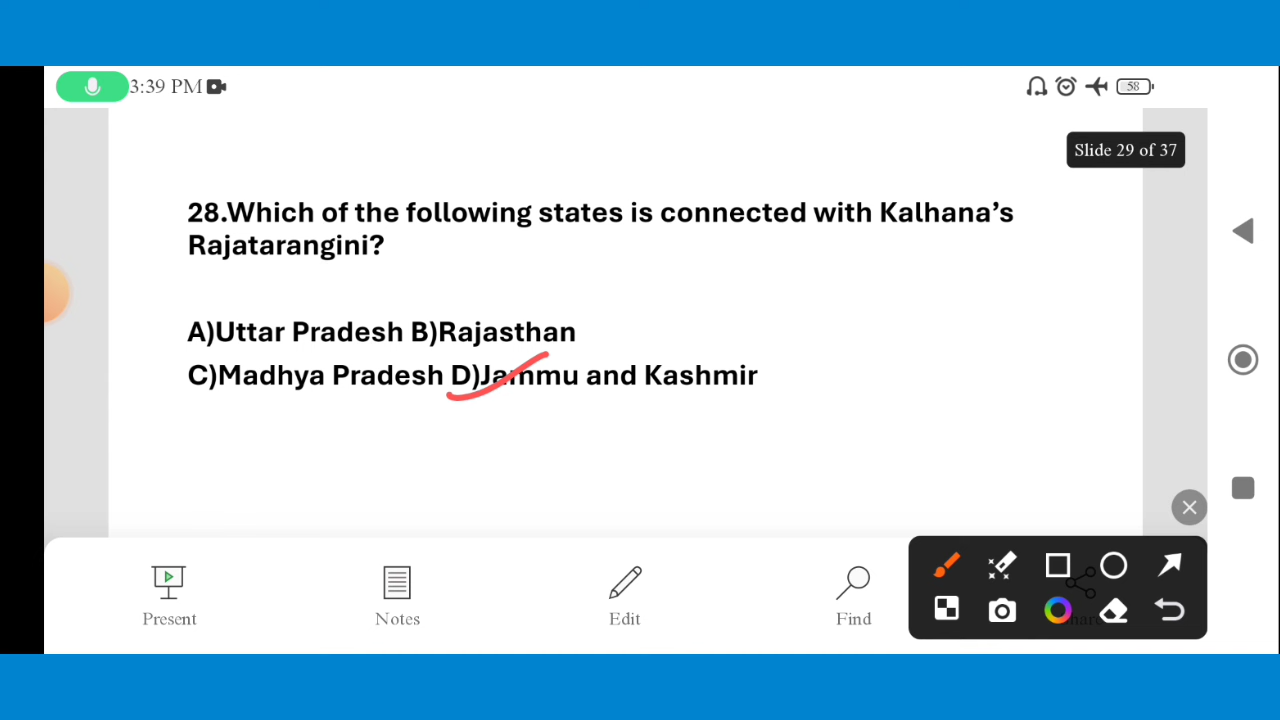 3:39 PM
58
Slide 29 of 37
28.Which of the following states is connected with Kalhana’s
Rajatarangini?
A)Uttar Pradesh B)Rajasthan
C)Madhya Pradesh D)Jammu and Kashmir
Present
Notes
Edit
Find